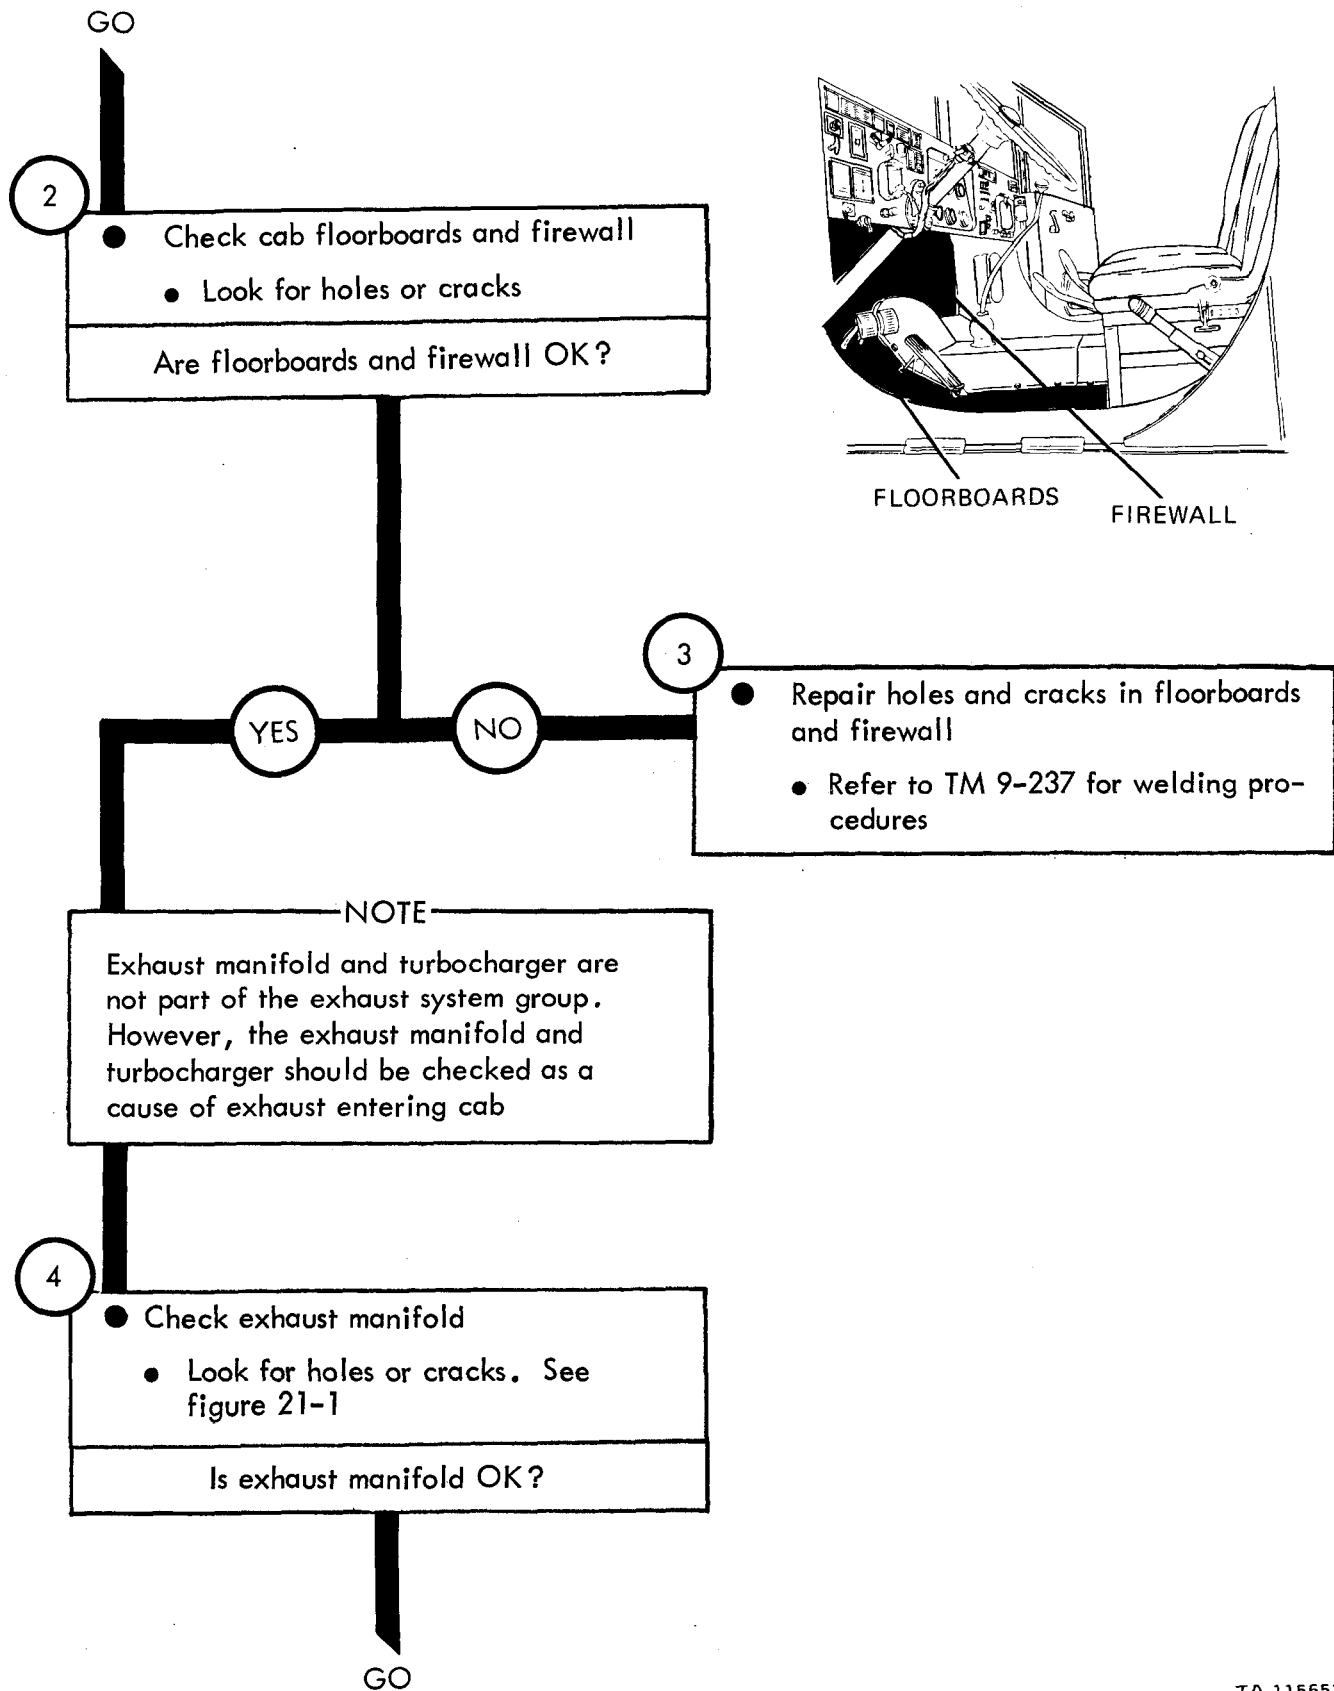 GO
2
● Check cab floorboards and firewall
● Look for holes or cracks
Are floorboards and firewall OK?
FLOORBOARDS
FIREWALL
YES
NO
3
● Repair holes and cracks in floorboards
and firewall
● Refer to TM 9-237 for welding pro-
cedures
NOTE
Exhaust manifold and turbocharger are
not part of the exhaust system group.
However, the exhaust manifold and
turbocharger should be checked as a
cause of exhaust entering cab
4
● Check exhaust manifold
● Look for holes or cracks. See
figure 21-1
Is exhaust manifold OK?
GO